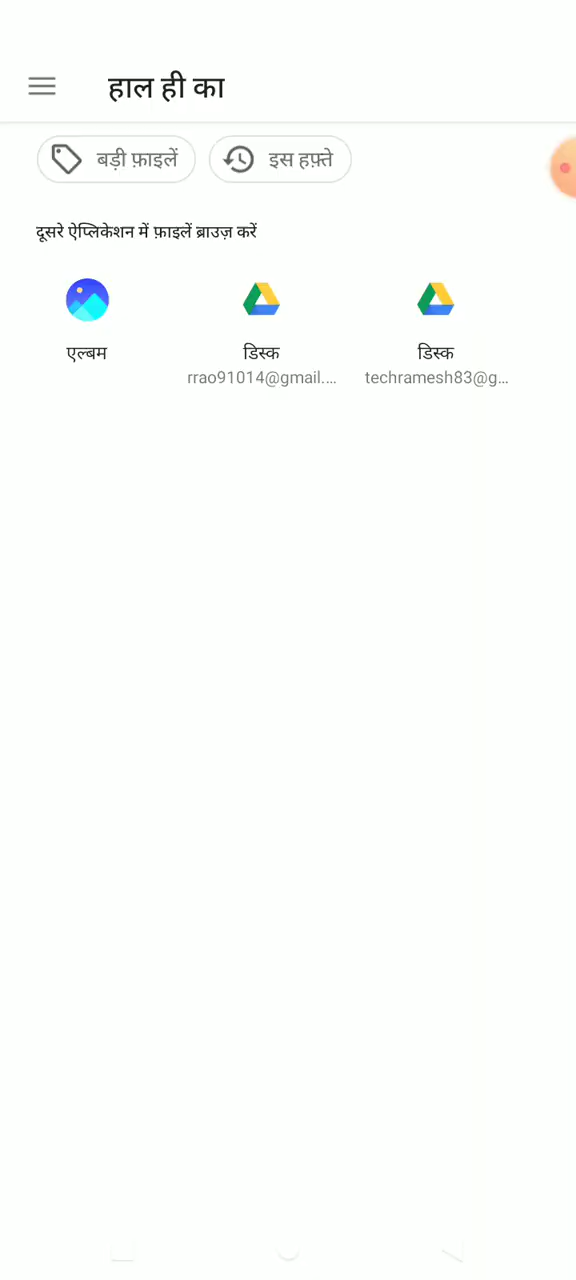 हाल ही का
बड़ी फ़ाइलें
इस हफ़्ते
दूसरे ऐप्लिकेशन में फ़ाइलें ब्राउज़ करें
एल्बम
डिस्क
rrao91014@gmail....
डिस्क
techramesh83@g...